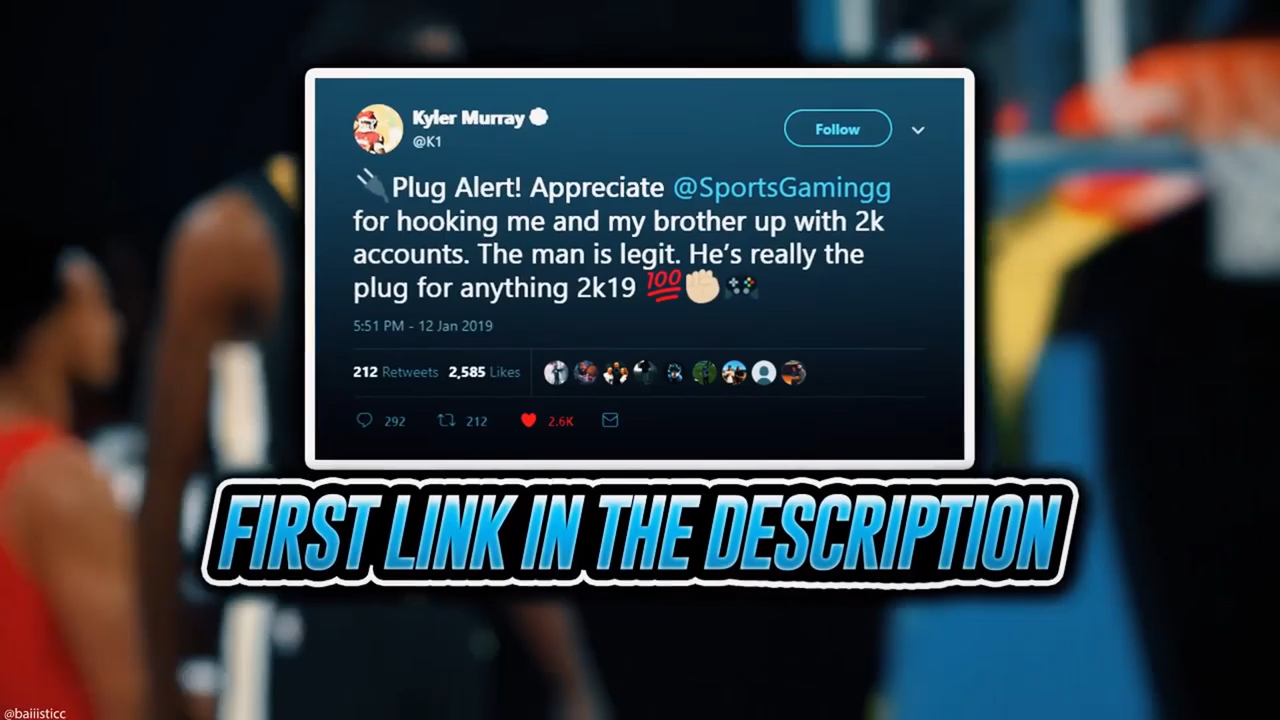 Kyler Murray
@K1
Follow
Plug Alert! Appreciate @SportsGamingg
for hooking me and my brother up with 2k
accounts. The man is legit. He’s really the
plug for anything 2k19 💯✊🏼🎮
5:51 PM - 12 Jan 2019
212 Retweets 2,585 Likes
292 212 2.6K
FIRST LINK IN THE DESCRIPTION
@baiiisticc